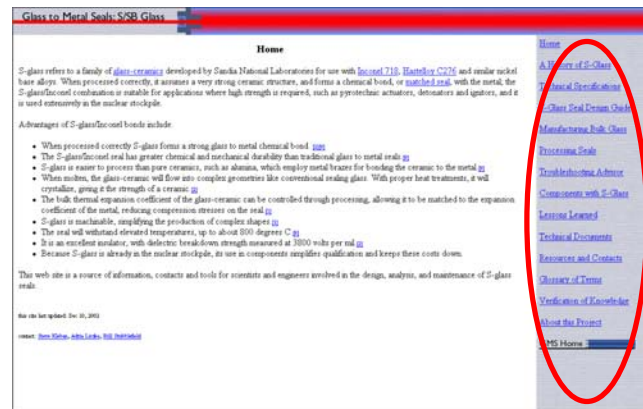 Glass to Metal Seals: S/SB Glass
Home
S-glass refers to a family of glass-ceramics developed by Sandia National Laboratories for use with Inconel 718, Hastelloy C276 and similar nickel
base alloys. When processed correctly, it assumes a very strong ceramic structure, and forms a chemical bond, or matched seal, with the metal, the
S-glass/Inconel combination is suitable for applications where high strength is required, such as pyrotechnic actuators, detonators and ignitors, and it
is used extensively in the nuclear stockpile.
Advantages of S-glass/Inconel bonds include:
When processed correctly S-glass forms a strong glass to metal chemical bond.
The S-glass/Inconel seal has greater chemical and mechanical durability than traditional glass to metal seals
S-glass is easier to process than pure ceramics, such as alumina, which employ metal brazes for bonding the ceramic to the metal
When molten, the glass-ceramic will flow into complex geometries like conventional sealing glass. With proper heat treatments, it will
crystallize, giving it the strength of a ceramic
The bulk thermal expansion coefficient of the glass-ceramic can be controlled through processing, allowing it to be matched to the expansion
coefficient of the metal, reducing compression stresses on the seal
S-glass is machinable, simplifying the production of complex shapes
The seal will withstand elevated temperatures, up to about 800 degrees C
It is an excellent insulator, with dielectric breakdown strength measured at 3800 volts per mil
Because S-glass is already in the nuclear stockpile, its use in components simplifies qualification and keeps these costs down.
This web site is a source of information, contacts and tools for scientists and engineers involved in the design, analysis, and maintenance of S-glass
seals.
this site last updated: Dec 10, 2002
contact: Steve Kleban,
Home
A History of S-Glass
Technical Specifications
S-Glass Seal Design Guide
Manufacturing Bulk Glass
Processing Seals
Troubleshooting Advisor
Components with S-Glass
Lessons Learned
Technical Documents
Resources and Contacts
Glossary of Terms
Verification of Knowledge
About this Project
MS Home